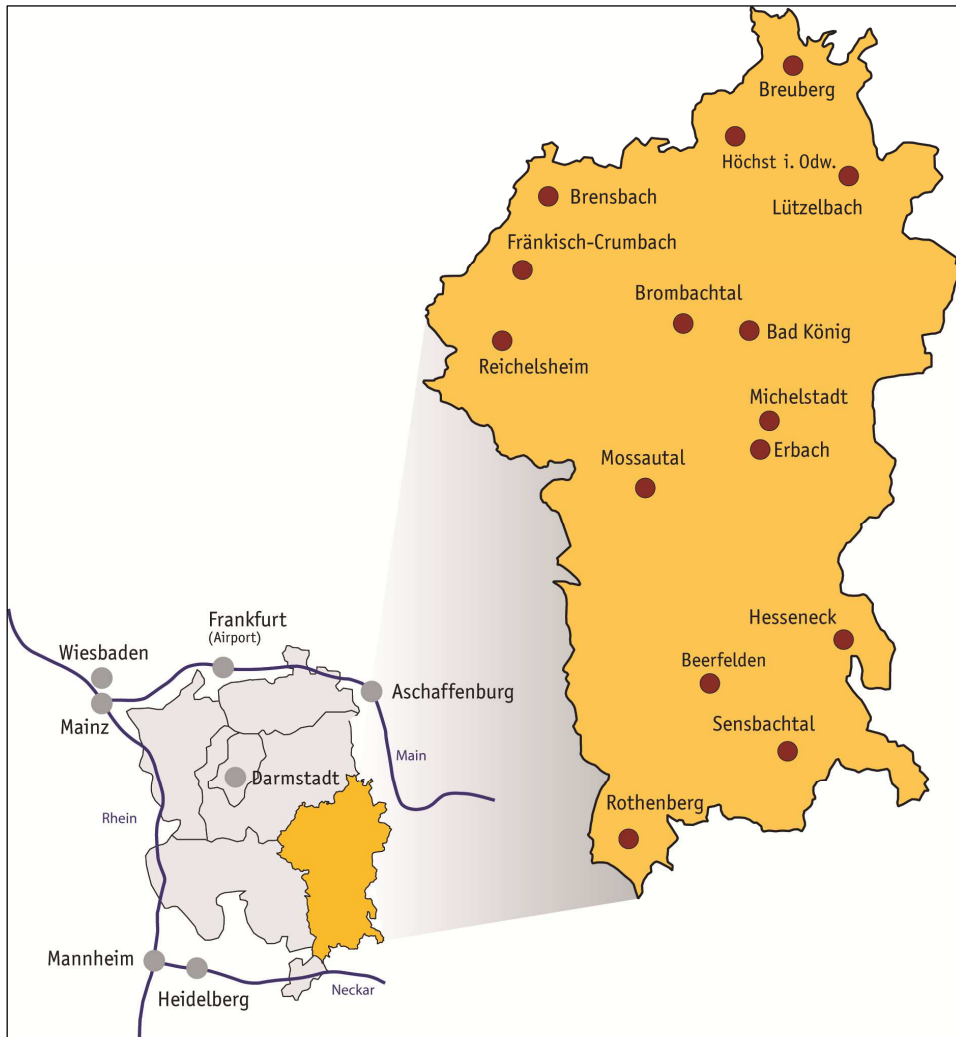 Breuberg
Höchst i. Odw.
Lützelbach
Brensbach
Fränkisch-Crumbach
Brombachtal
Bad König
Reichelsheim
Michelstadt
Erbach
Mossautal
Hesseneck
Beerfelden
Sensbachtal
Rothenberg
Frankfurt
(Airport)
Wiesbaden
Mainz
Aschaffenburg
Main
Darmstadt
Rhein
Mannheim
Heidelberg
Neckar